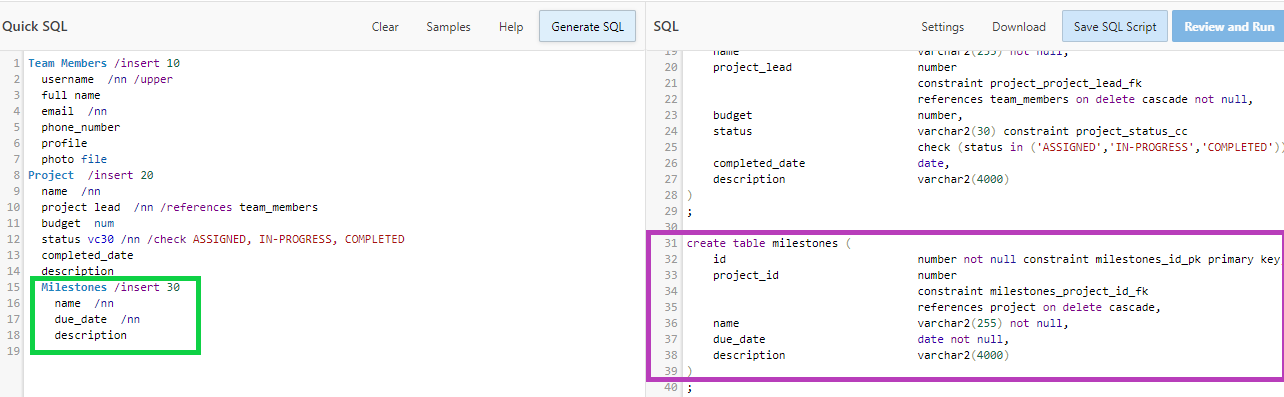 Quick SQL
Clear
Samples
Help
Generate SQL
1 Team Members /insert 10
2 username /nn /upper
3 full name
4 email /nn
5 phone_number
6 profile
7 photo file
8 Project /insert 20
9 name /nn
10 project lead /nn /references team_members
11 budget num
12 status vc30 /nn /check ASSIGNED, IN-PROGRESS, COMPLETED
13 completed_date
14 description
15 Milestones /insert 30
16 name /nn
17 due_date /nn
18 description
19
SQL
Settings
Download
Save SQL Script
Review and Run
19 name varchar2(255) not null,
20 project_lead number
21 constraint project_project_lead_fk
22 references team_members on delete cascade not null,
23 budget number,
24 status varchar2(30) constraint project_status_cc
25 check (status in ('ASSIGNED','IN-PROGRESS','COMPLETED'))
26 completed_date date,
27 description varchar2(4000)
28 )
29 ;
30
31 create table milestones (
32 id number not null constraint milestones_id_pk primary key
33 project_id number
34 constraint milestones_project_id_fk
35 references project on delete cascade,
36 name varchar2(255) not null,
37 due_date date not null,
38 description varchar2(4000)
39 )
40 ;